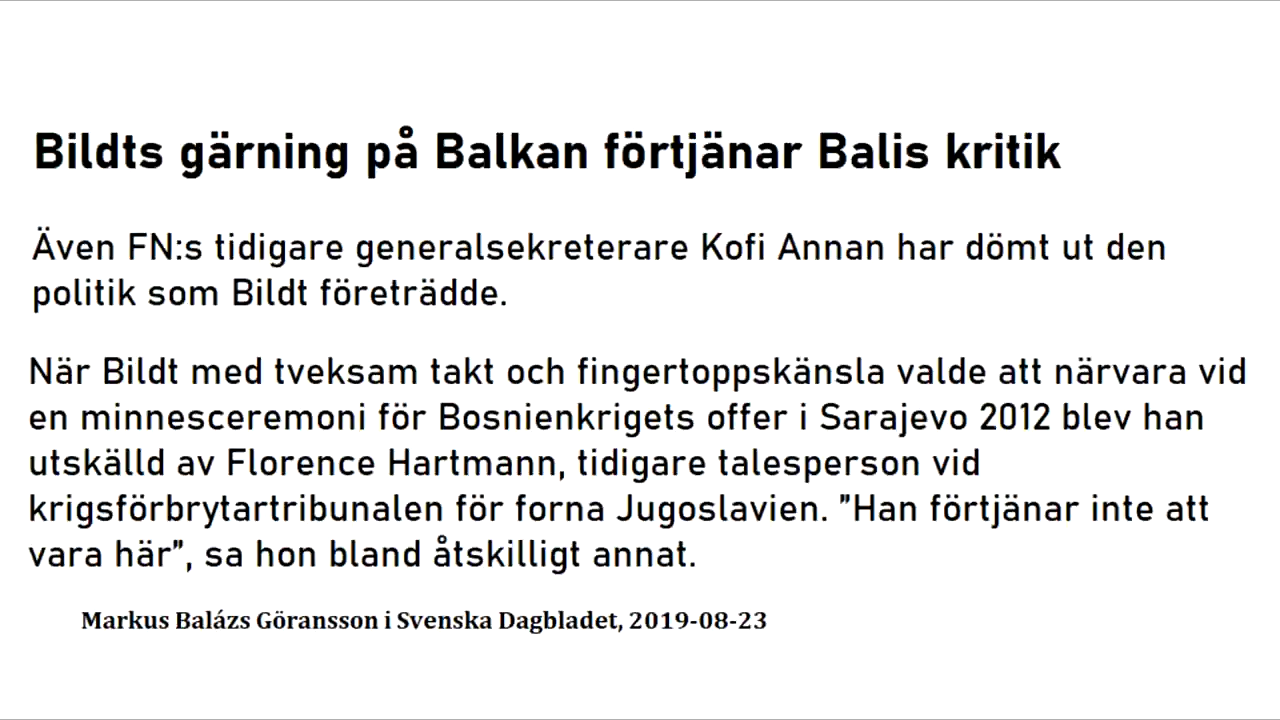 Bildts gärning på Balkan förtjänar Balis kritik
Även FN:s tidigare generalsekreterare Kofi Annan har dömt ut den
politik som Bildt företrädde.
När Bildt med tveksam takt och fingertoppskänsla valde att närvara vid
en minnesceremoni för Bosnienkrigets offer i Sarajevo 2012 blev han
utskälld av Florence Hartmann, tidigare talesperson vid
krigsförbrytartribunalen för forna Jugoslavien. ”Han förtjänar inte att
vara här”, sa hon bland åtskilligt annat.
Markus Balázs Göransson i Svenska Dagbladet, 2019-08-23